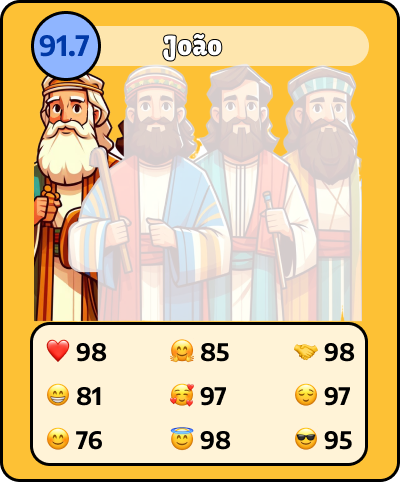 91.7
João
❤️ 98 🤗 85 🤝 98
😁 81 🥰 97 😌 97
😊 76 😇 98 😎 95